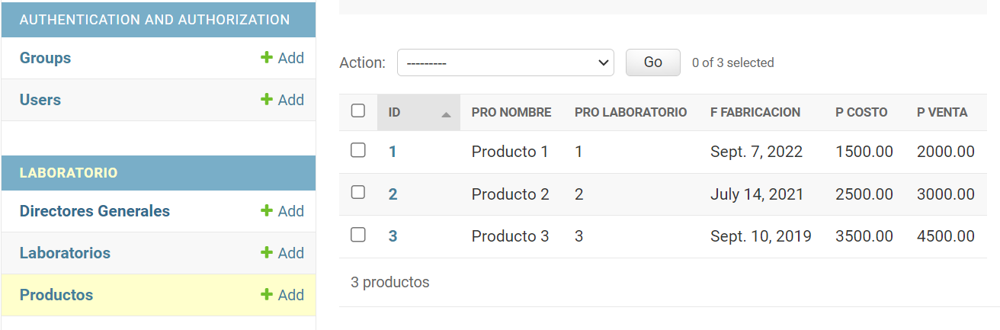 AUTHENTICATION AND AUTHORIZATION
Groups + Add
Users + Add
LABORATORIO
Directores Generales + Add
Laboratorios + Add
Productos + Add
Action: --------- Go 0 of 3 selected
ID PRO NOMBRE PRO LABORATORIO F FABRICACION P COSTO P VENTA
1 Producto 1 1 Sept. 7, 2022 1500.00 2000.00
2 Producto 2 2 July 14, 2021 2500.00 3000.00
3 Producto 3 3 Sept. 10, 2019 3500.00 4500.00
3 productos